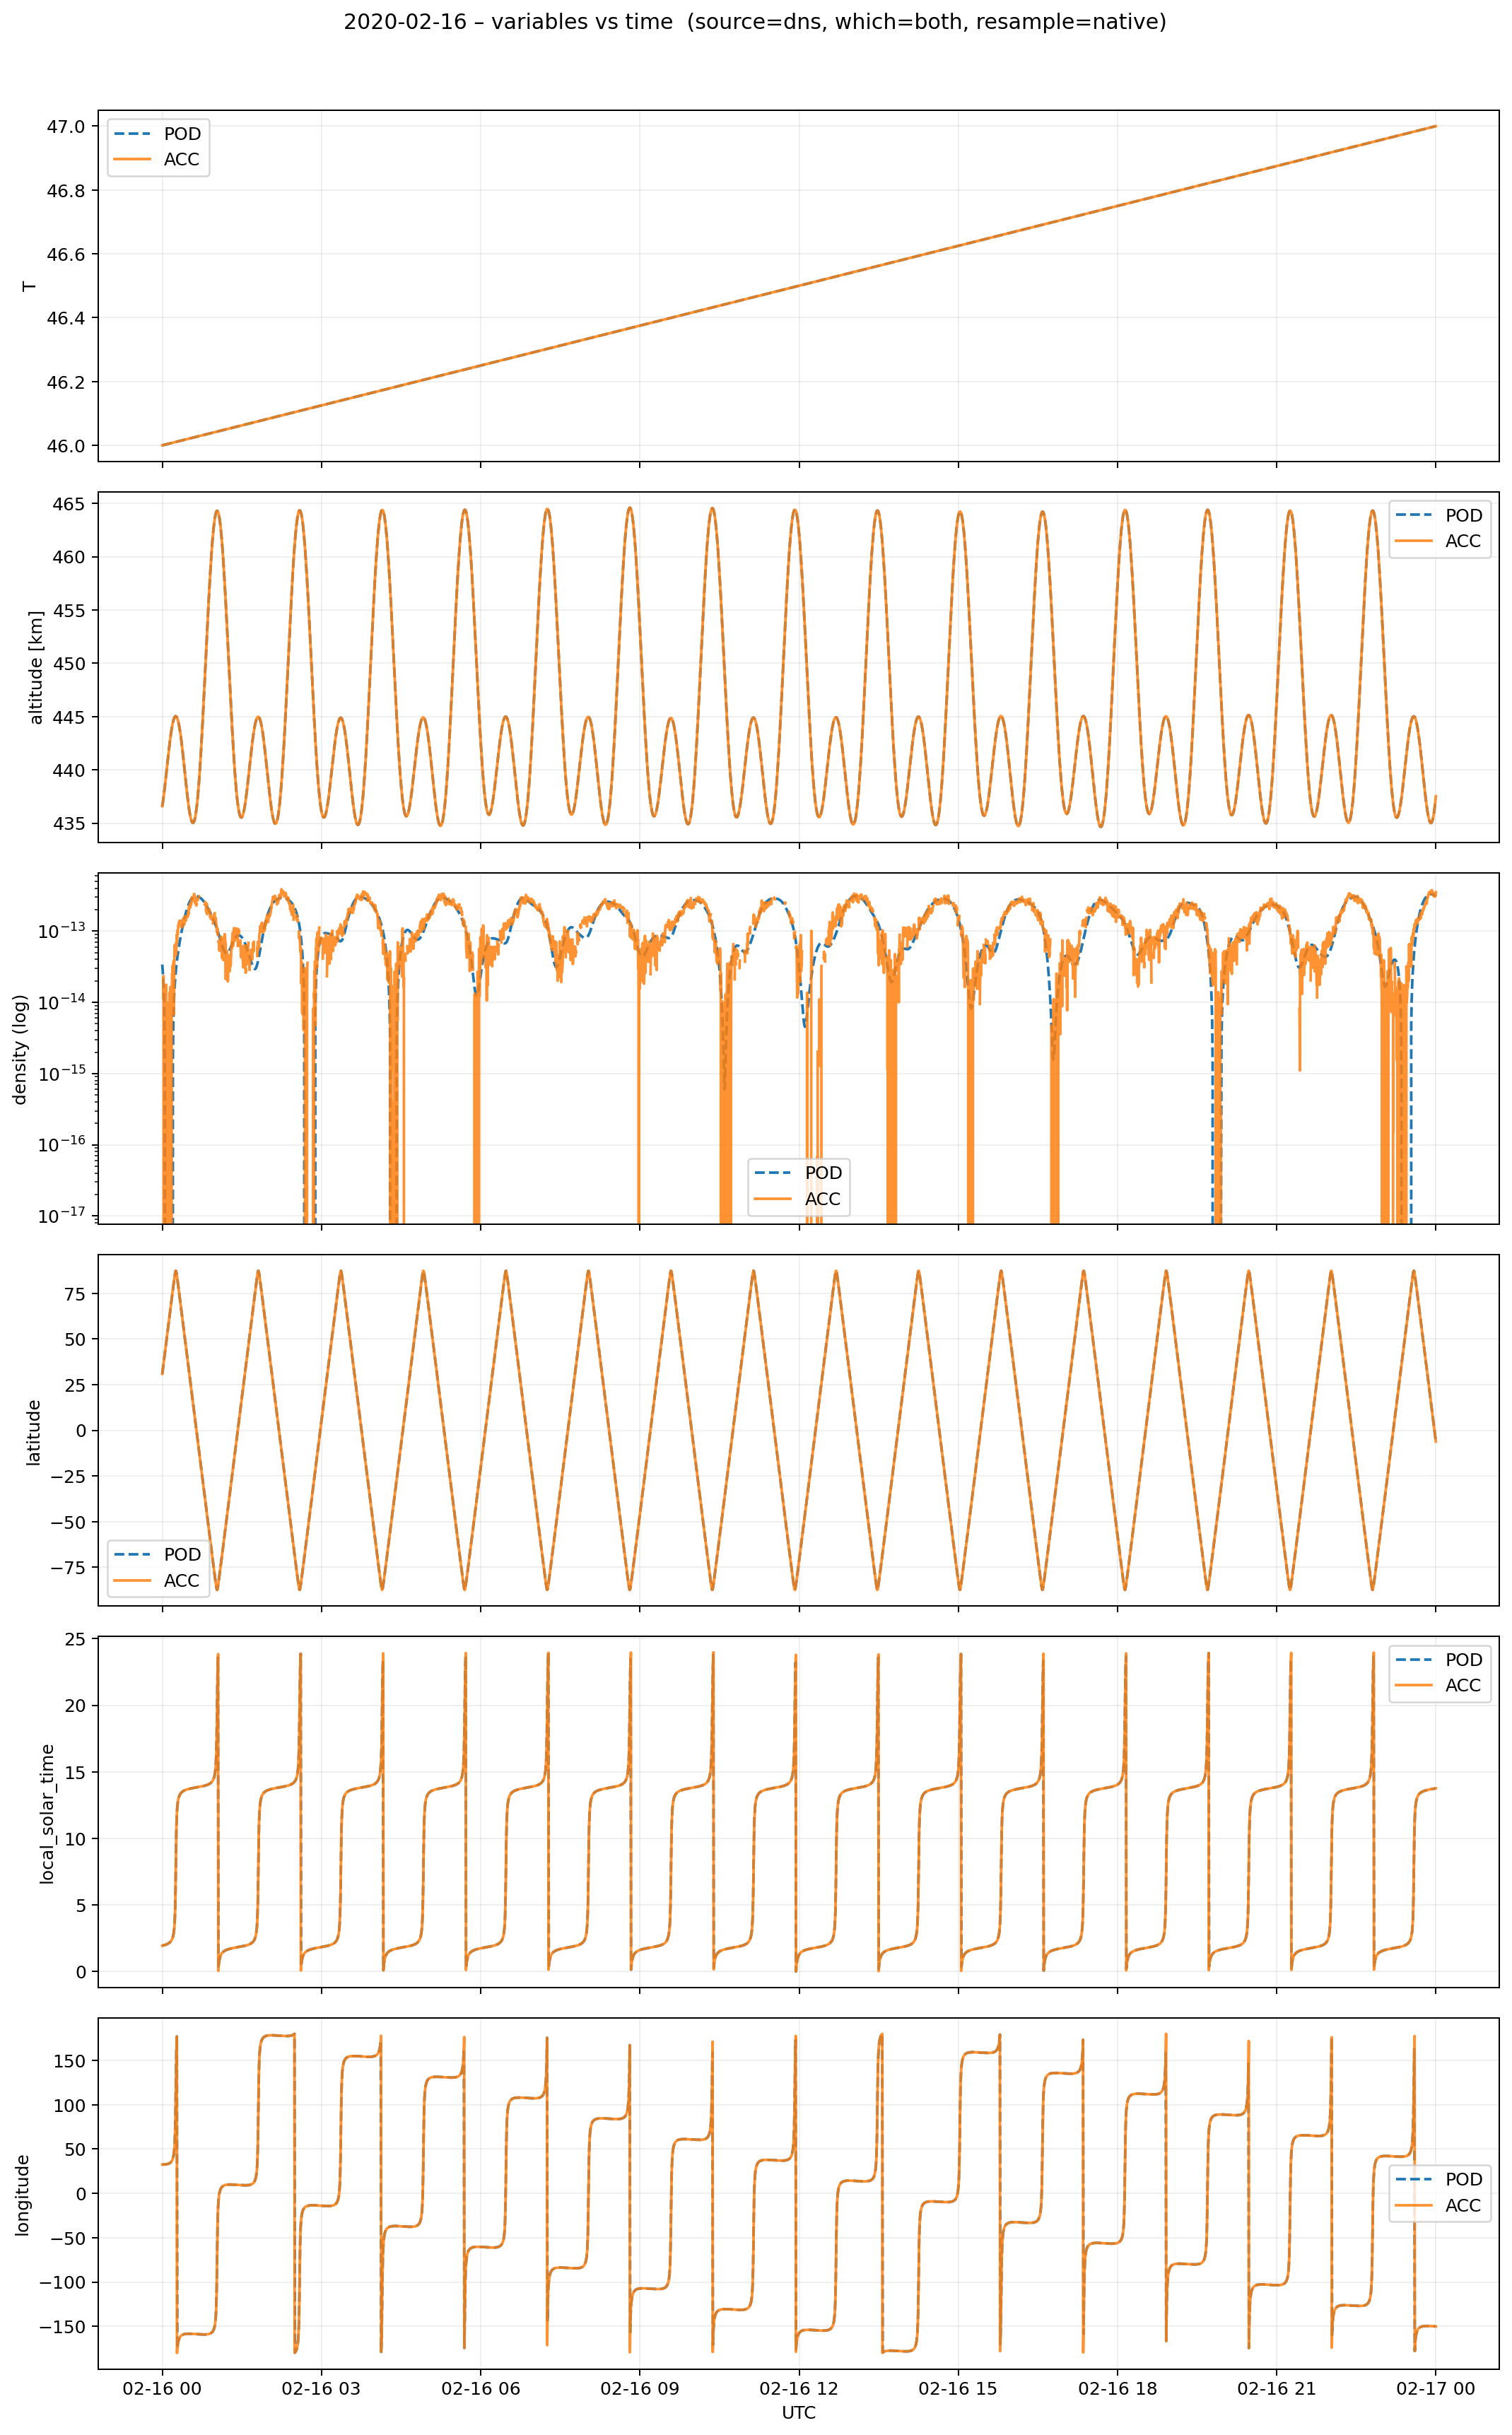 2020-02-16 – variables vs time  (source=dns, which=both, resample=native)
47.0
46.8
46.6
46.4
46.2
46.0
T
POD
ACC
465
460
455
450
445
440
435
altitude [km]
POD
ACC
10⁻¹³
10⁻¹⁴
10⁻¹⁵
10⁻¹⁶
10⁻¹⁷
density (log)
POD
ACC
75
50
25
0
−25
−50
−75
latitude
POD
ACC
25
20
15
10
5
0
local_solar_time
POD
ACC
150
100
50
0
−50
−100
−150
longitude
POD
ACC
02-16 00 02-16 03 02-16 06 02-16 09 02-16 12 02-16 15 02-16 18 02-16 21 02-17 00
UTC